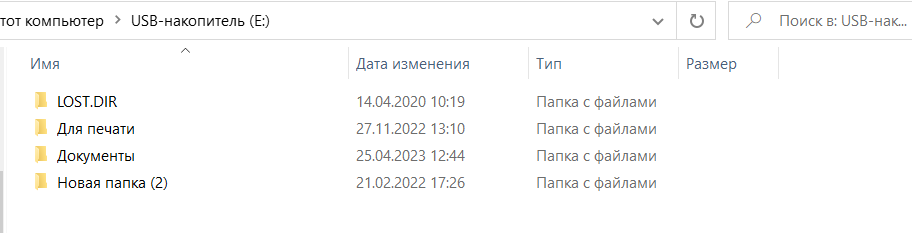 тот компьютер > USB-накопитель (E:) Поиск в: USB-нак...
Имя Дата изменения Тип Размер
LOST.DIR 14.04.2020 10:19 Папка с файлами
Для печати 27.11.2022 13:10 Папка с файлами
Документы 25.04.2023 12:44 Папка с файлами
Новая папка (2) 21.02.2022 17:26 Папка с файлами